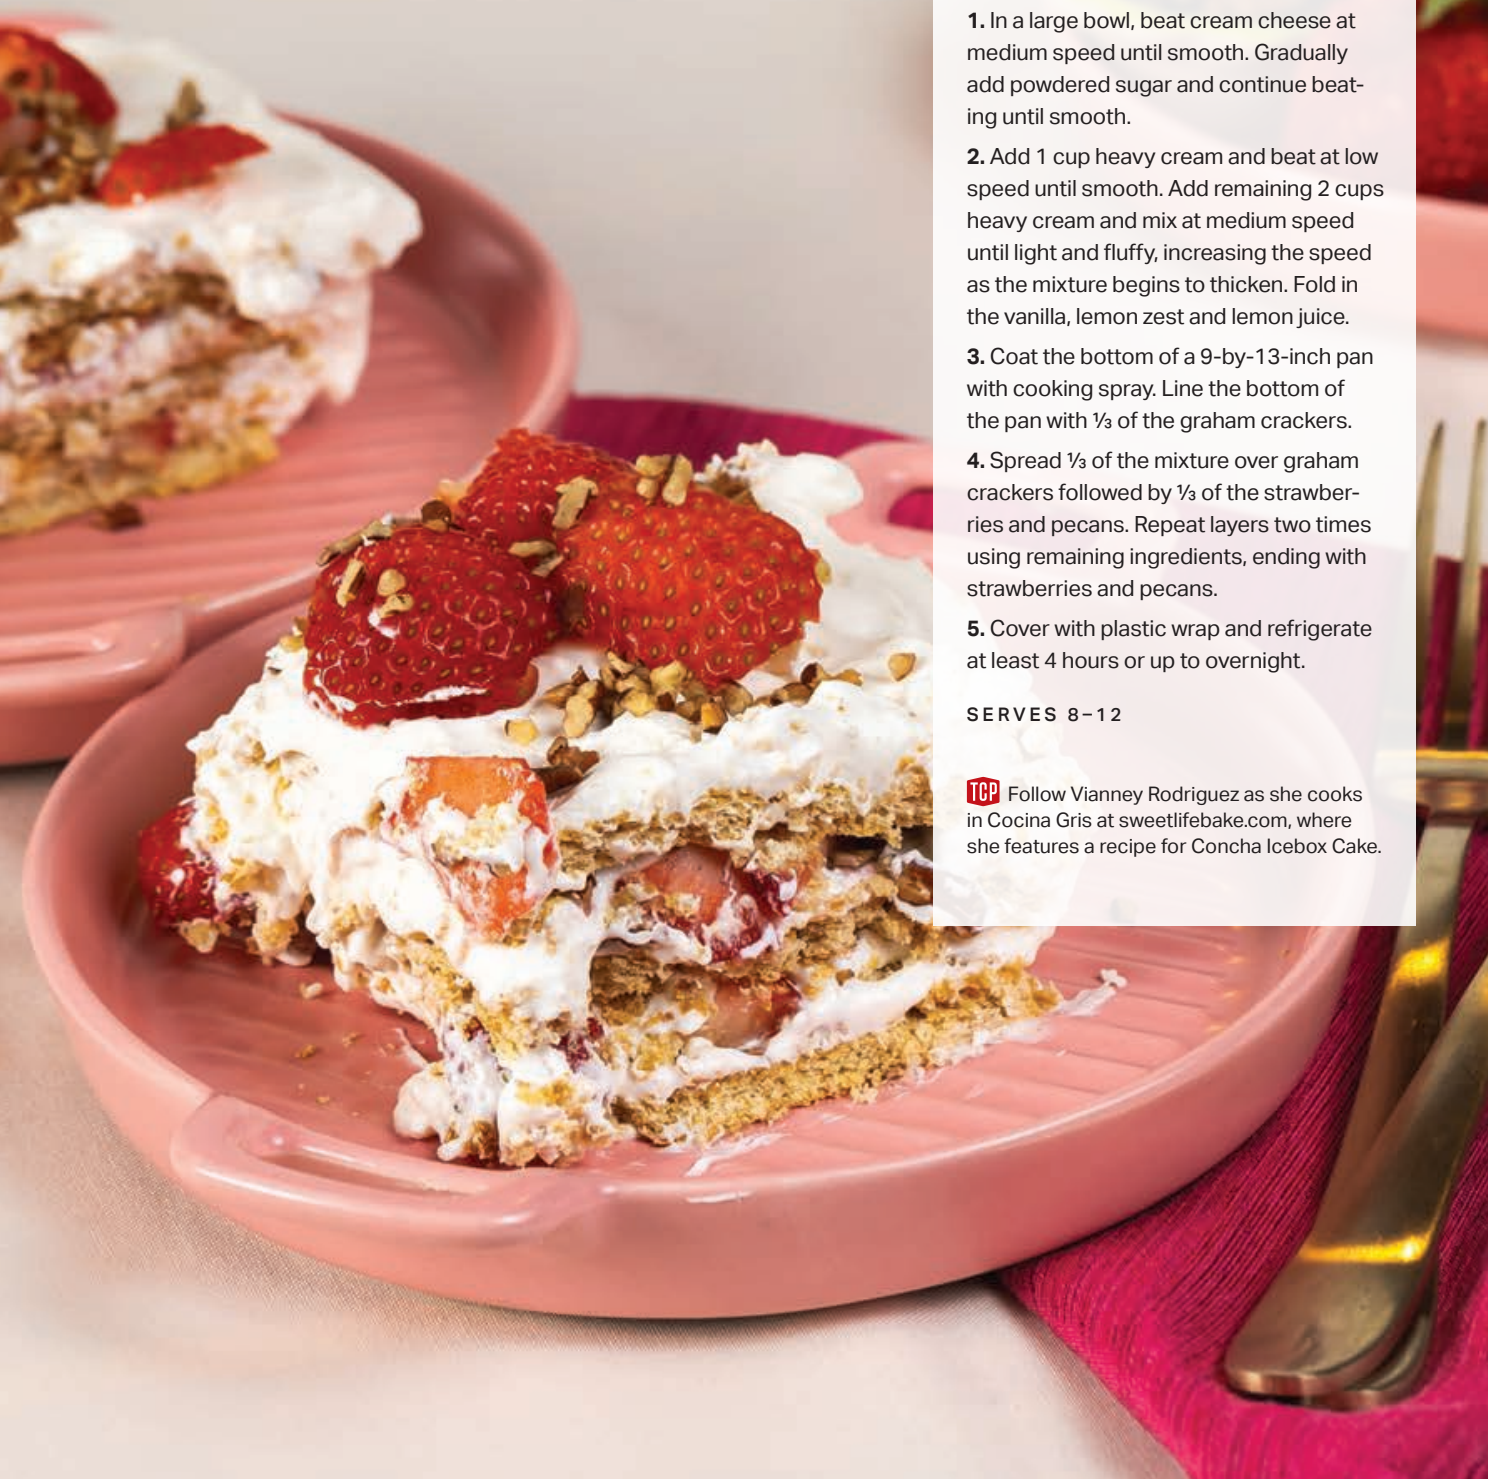 1. In a large bowl, beat cream cheese at
medium speed until smooth. Gradually
add powdered sugar and continue beat-
ing until smooth.
2. Add 1 cup heavy cream and beat at low
speed until smooth. Add remaining 2 cups
heavy cream and mix at medium speed
until light and fluffy, increasing the speed
as the mixture begins to thicken. Fold in
the vanilla, lemon zest and lemon juice.
3. Coat the bottom of a 9-by-13-inch pan
with cooking spray. Line the bottom of
the pan with ⅓ of the graham crackers.
4. Spread ⅓ of the mixture over graham
crackers followed by ⅓ of the strawber-
ries and pecans. Repeat layers two times
using remaining ingredients, ending with
strawberries and pecans.
5. Cover with plastic wrap and refrigerate
at least 4 hours or up to overnight.
SERVES 8–12
TCP Follow Vianney Rodriguez as she cooks
in Cocina Gris at sweetlifebake.com, where
she features a recipe for Concha Icebox Cake.